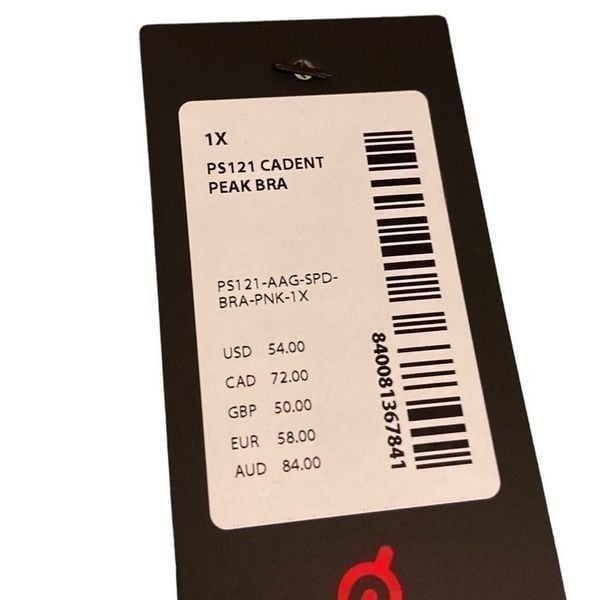 1X
PS121 CADENT
PEAK BRA
PS121-AAG-SPD-
BRA-PNK-1X
USD 54.00
CAD 72.00
GBP 50.00
EUR 58.00
AUD 84.00
840081367841